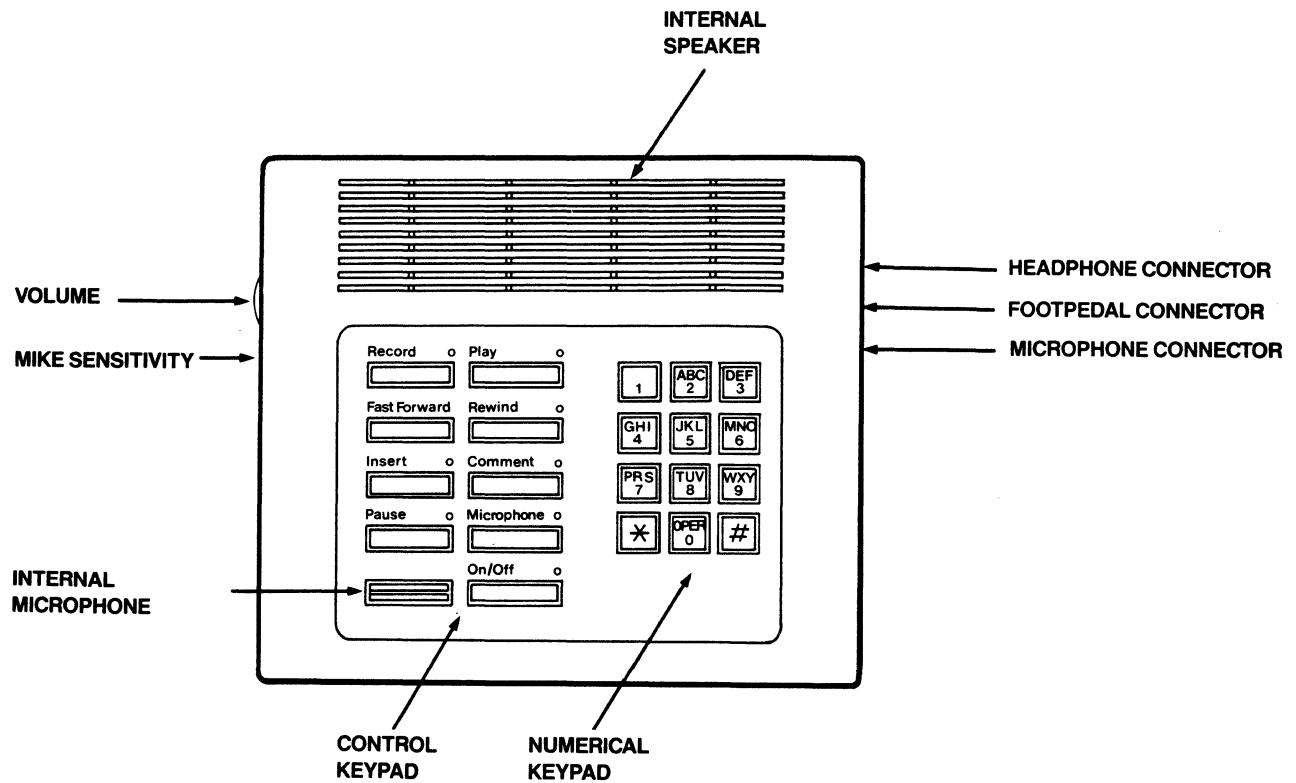 INTERNAL
SPEAKER
HEADPHONE CONNECTOR
VOLUME
FOOTPEDAL CONNECTOR
MIKE SENSITIVITY
MICROPHONE CONNECTOR
Record o Play o
1
ABC
2
DEF
3
Fast Forward Rewind o
GHI
4
JKL
5
MNO
6
Insert o Comment o
PRS
7
TUV
8
WXY
9
Pause o Microphone o
*
OPER
0
#
On/Off o
INTERNAL
MICROPHONE
CONTROL
KEYPAD
NUMERICAL
KEYPAD